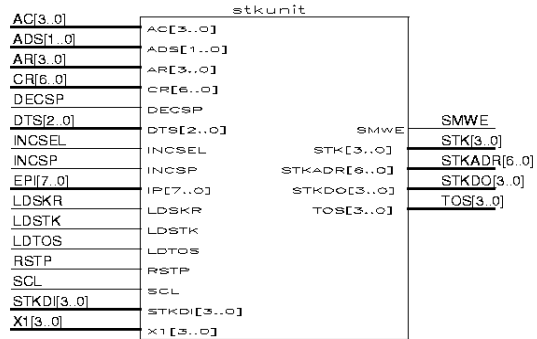 stkunit
AC[3..0] AC[3..0]
ADS[1..0] ADS[1..0]
AR[3..0] AR[3..0]
CR[6..0] CR[6..0]
DECSP DECSP
DTS[2..0] DTS[2..0] SMWE SMWE
INCSEL INCSEL STK[3..0] STK[3..0]
INCSP INCSP STKADR[6..0] STKADR[6..0]
EPI[7..0] IP[7..0] STKDO[3..0] STKDO[3..0]
LDSKR LDSKR TOS[3..0] TOS[3..0]
LDSTK LDSTK
LDTOS LDTOS
RSTP RSTP
SCL SCL
STKDI[3..0] STKDI[3..0]
X1[3..0] X1[3..0]